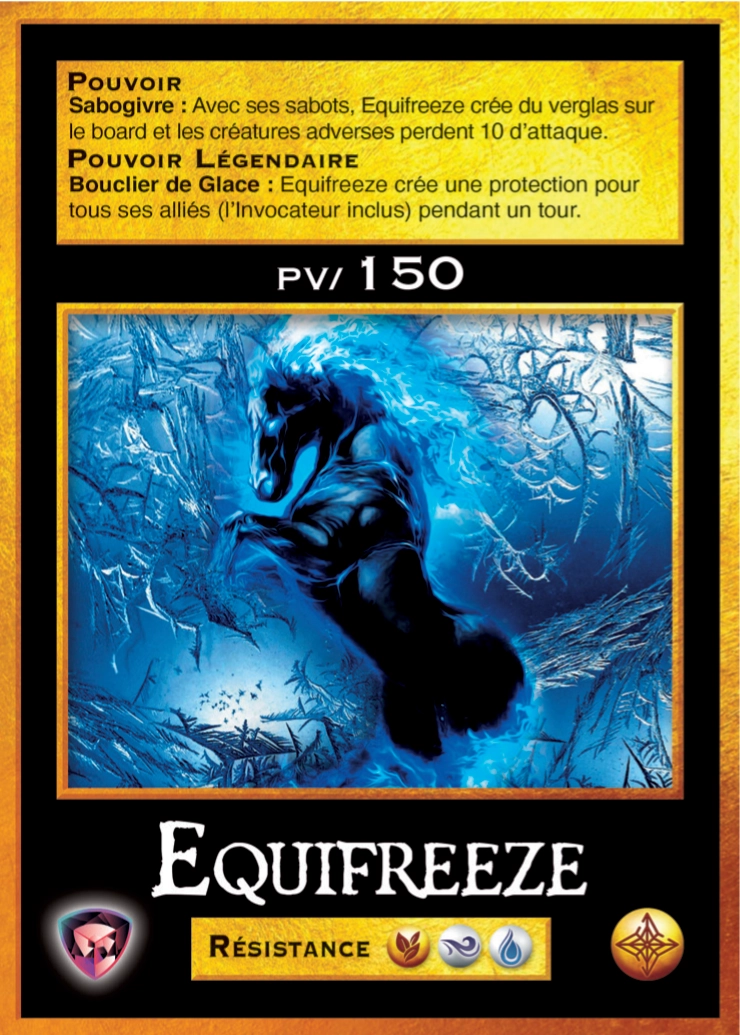 POUVOIR
Sabogivre : Avec ses sabots, Equifreeze crée du verglas sur
le board et les créatures adverses perdent 10 d'attaque.
POUVOIR LÉGENDAIRE
Bouclier de Glace : Equifreeze crée une protection pour
tous ses alliés (l'Invocateur inclus) pendant un tour.
PV/ 150
EQUIFREEZE
RÉSISTANCE